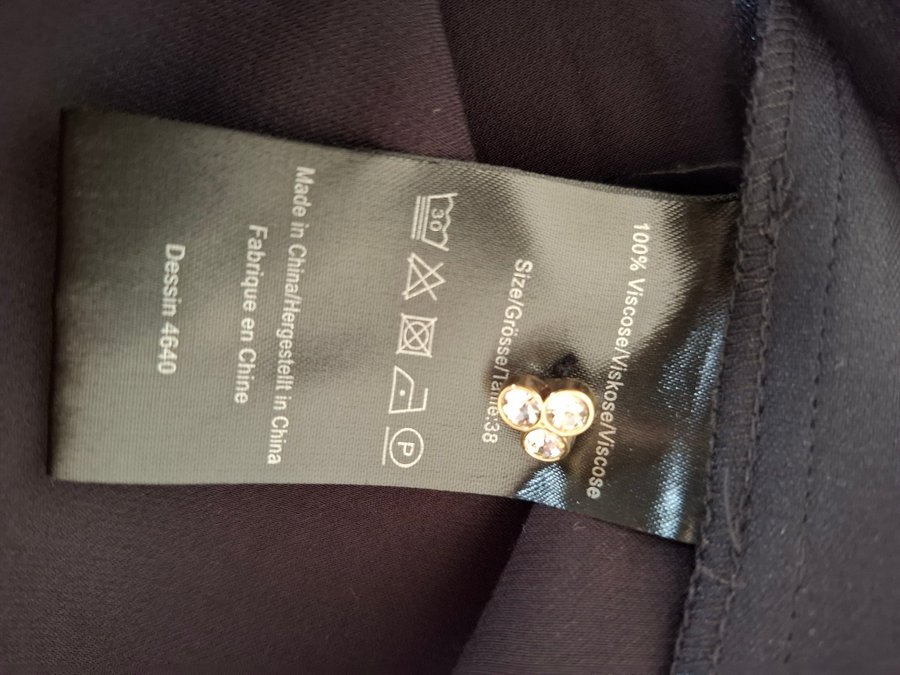 100% Viscose/Viskose/Viscose
Size/Grösse/Taille:38
30
P
Made in China/Hergestellt in China
Fabrique en Chine
Dessin 4640